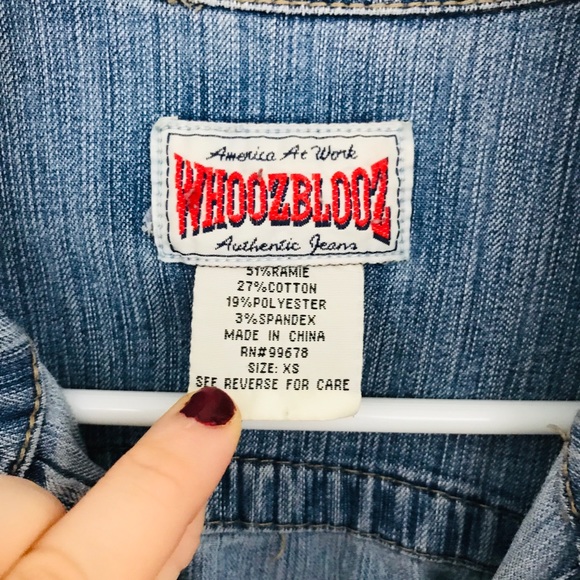 America At Work
WHOOZBLOOZ
Authentic Jeans
51%RAMIE
27%COTTON
19%POLYESTER
3%SPANDEX
MADE IN CHINA
RN#99678
SIZE: XS
SEE REVERSE FOR CARE